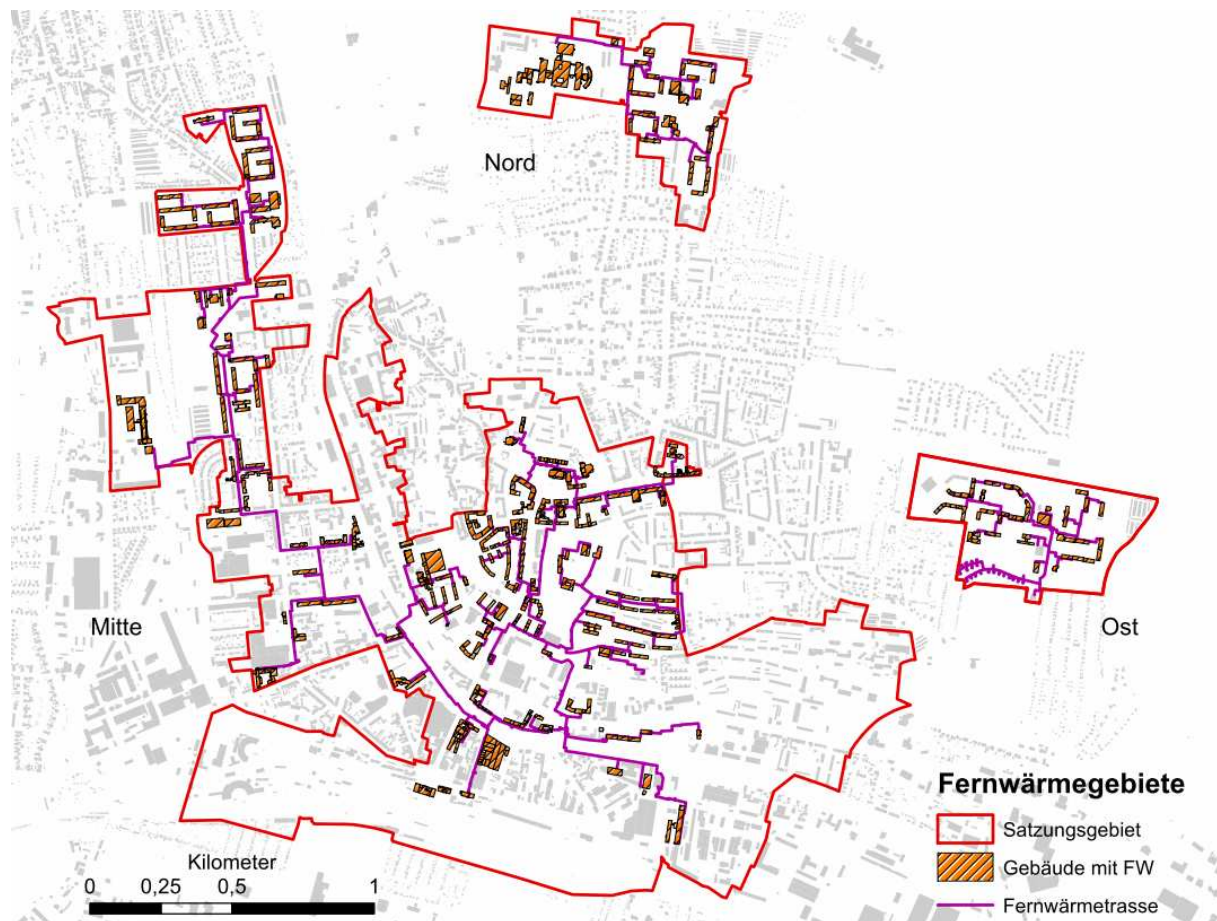 Nord
Mitte
Ost
Fernwärmegebiete
Satzungsgebiet
Gebäude mit FW
Fernwärmetrasse
Kilometer
0 0,25 0,5 1